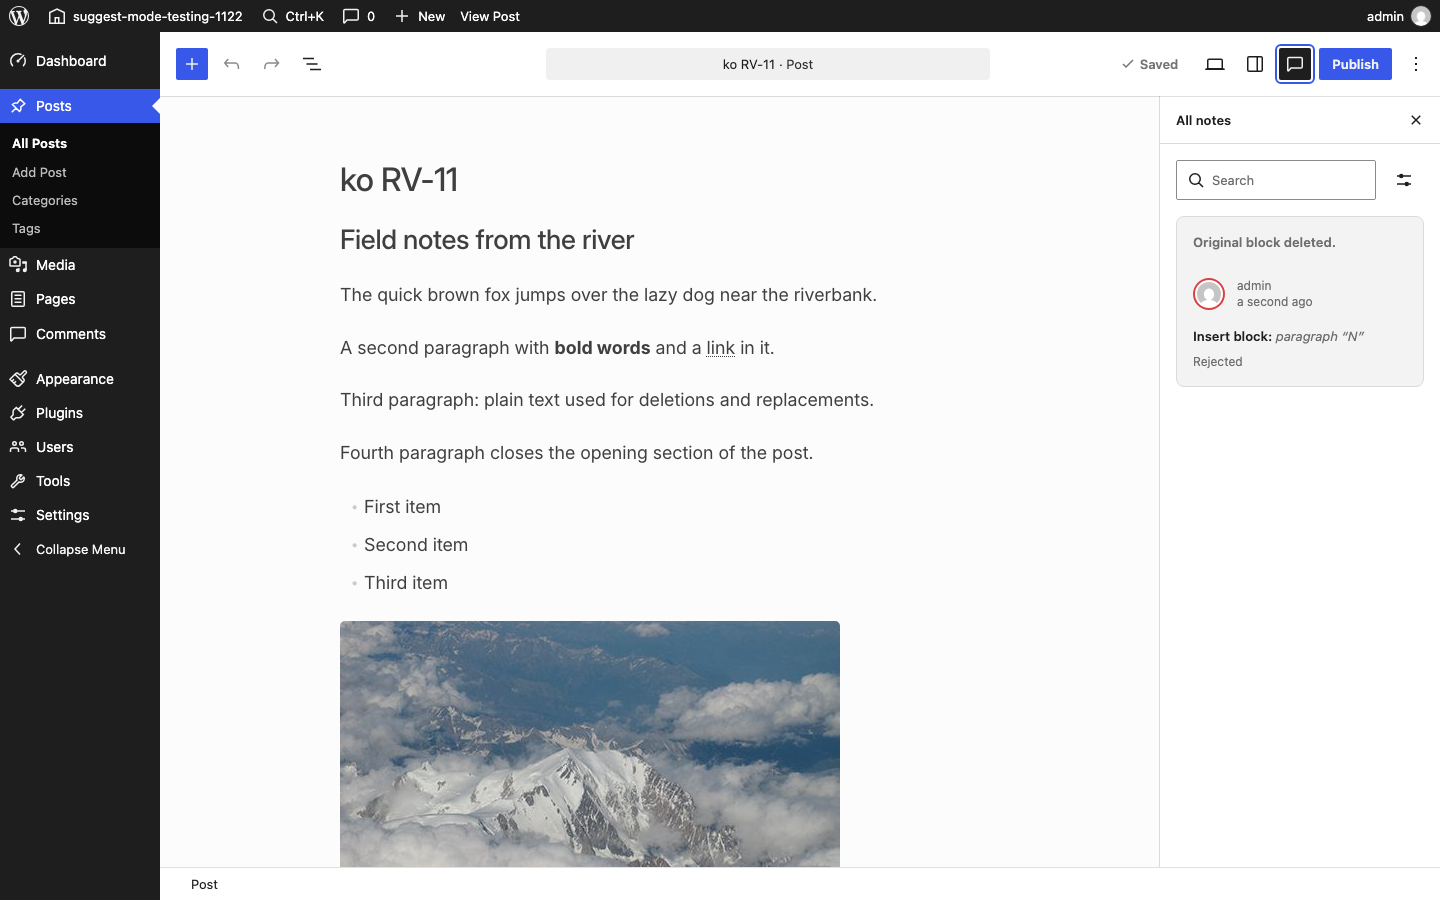 suggest-mode-testing-1122
Ctrl+K
0
New
View Post
admin
Dashboard
Posts
All Posts
Add Post
Categories
Tags
Media
Pages
Comments
Appearance
Plugins
Users
Tools
Settings
Collapse Menu
ko RV-11 · Post
Saved
Publish
ko RV-11
Field notes from the river
The quick brown fox jumps over the lazy dog near the riverbank.
A second paragraph with bold words and a link in it.
Third paragraph: plain text used for deletions and replacements.
Fourth paragraph closes the opening section of the post.
• First item
• Second item
• Third item
All notes
Search
Original block deleted.
admin
a second ago
Insert block: paragraph “N”
Rejected
Post